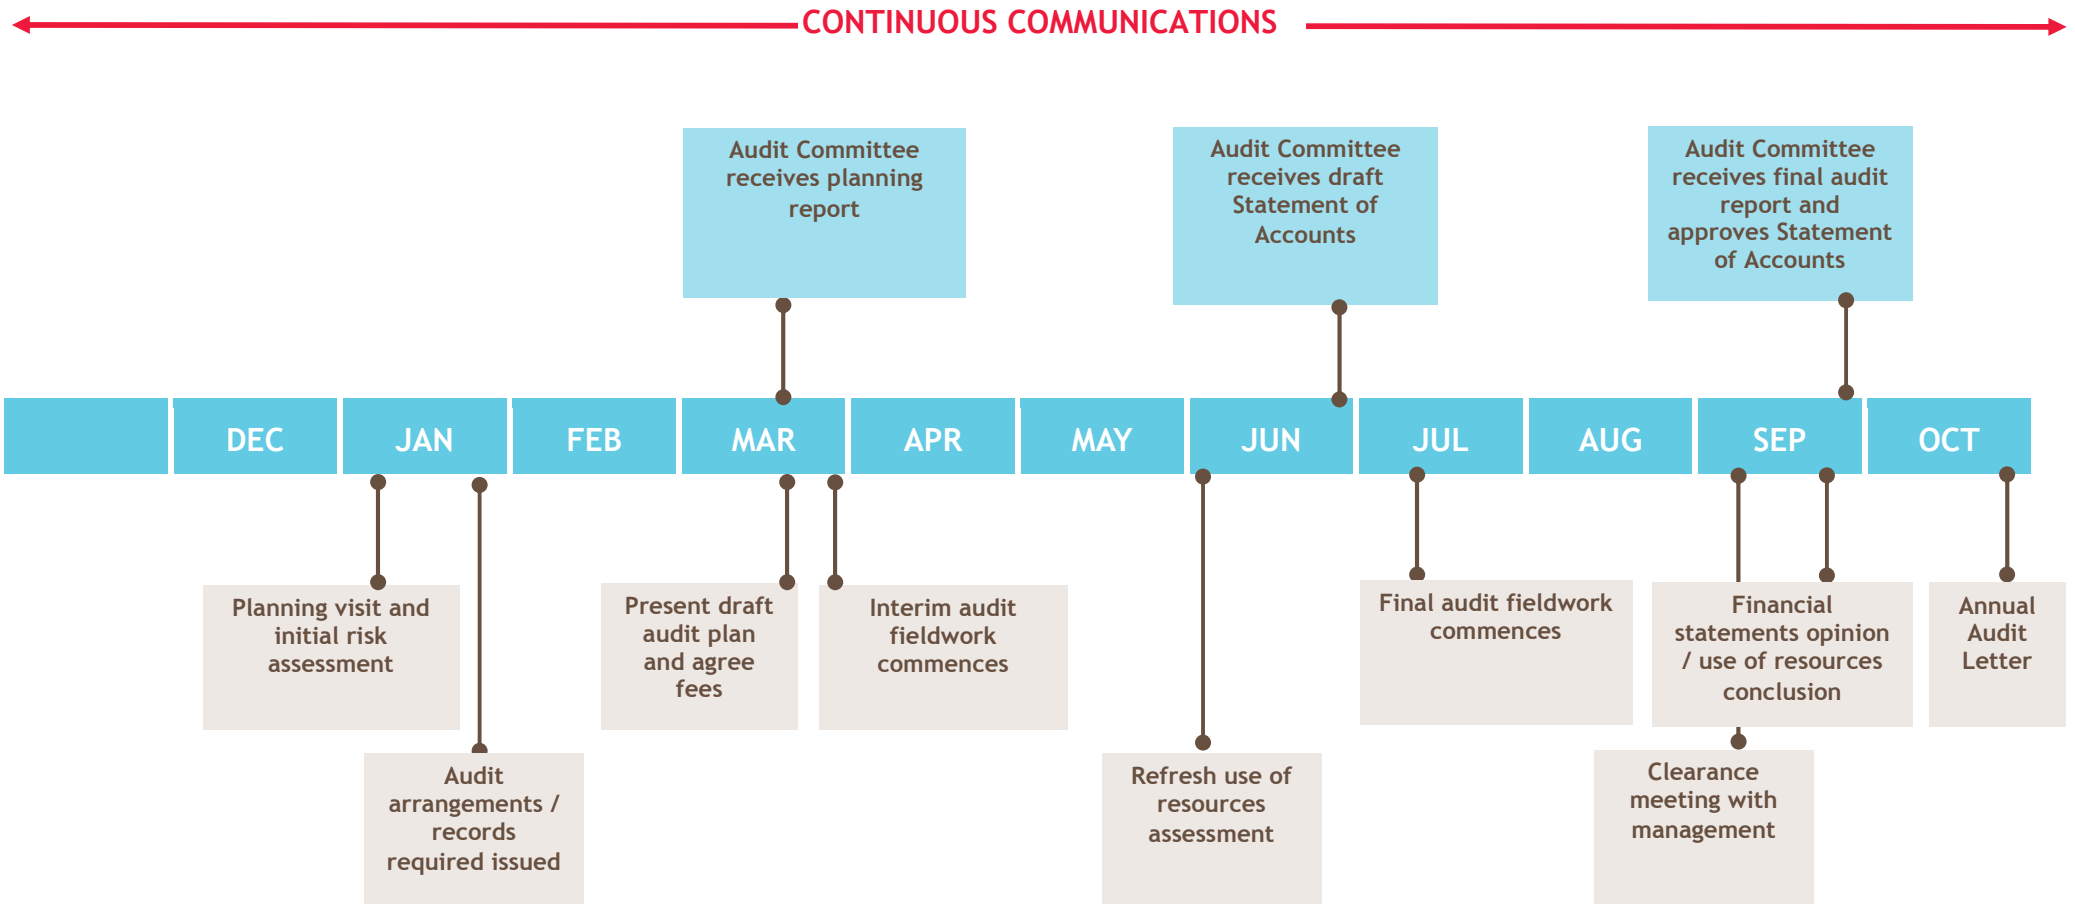 CONTINUOUS COMMUNICATIONS
Audit Committee
receives planning
report
Audit Committee
receives draft
Statement of
Accounts
Audit Committee
receives final audit
report and
approves Statement
of Accounts
DEC
JAN
FEB
MAR
APR
MAY
JUN
JUL
AUG
SEP
OCT
Planning visit and
initial risk
assessment
Present draft
audit plan
and agree
fees
Interim audit
fieldwork
commences
Final audit fieldwork
commences
Financial
statements opinion
/ use of resources
conclusion
Annual
Audit
Letter
Audit
arrangements /
records
required issued
Refresh use of
resources
assessment
Clearance
meeting with
management